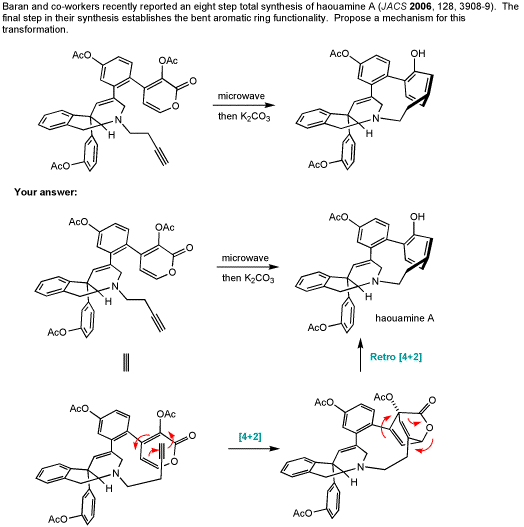 Baran and co-workers recently reported an eight step total synthesis of haouamine A (JACS 2006, 128, 3908-9). The
final step in their synthesis establishes the bent aromatic ring functionality. Propose a mechanism for this
transformation.
AcO
OAc
O
O
N
H
AcO
microwave
then K2CO3
OH
AcO
N
H
AcO
Your answer:
AcO
OAc
O
O
N
H
AcO
microwave
then K2CO3
OH
AcO
N
H
AcO
haouamine A
Retro [4+2]
AcO
OAc
O
O
N
H
AcO
[4+2]
AcO
O
O
AcO
N
H
AcO